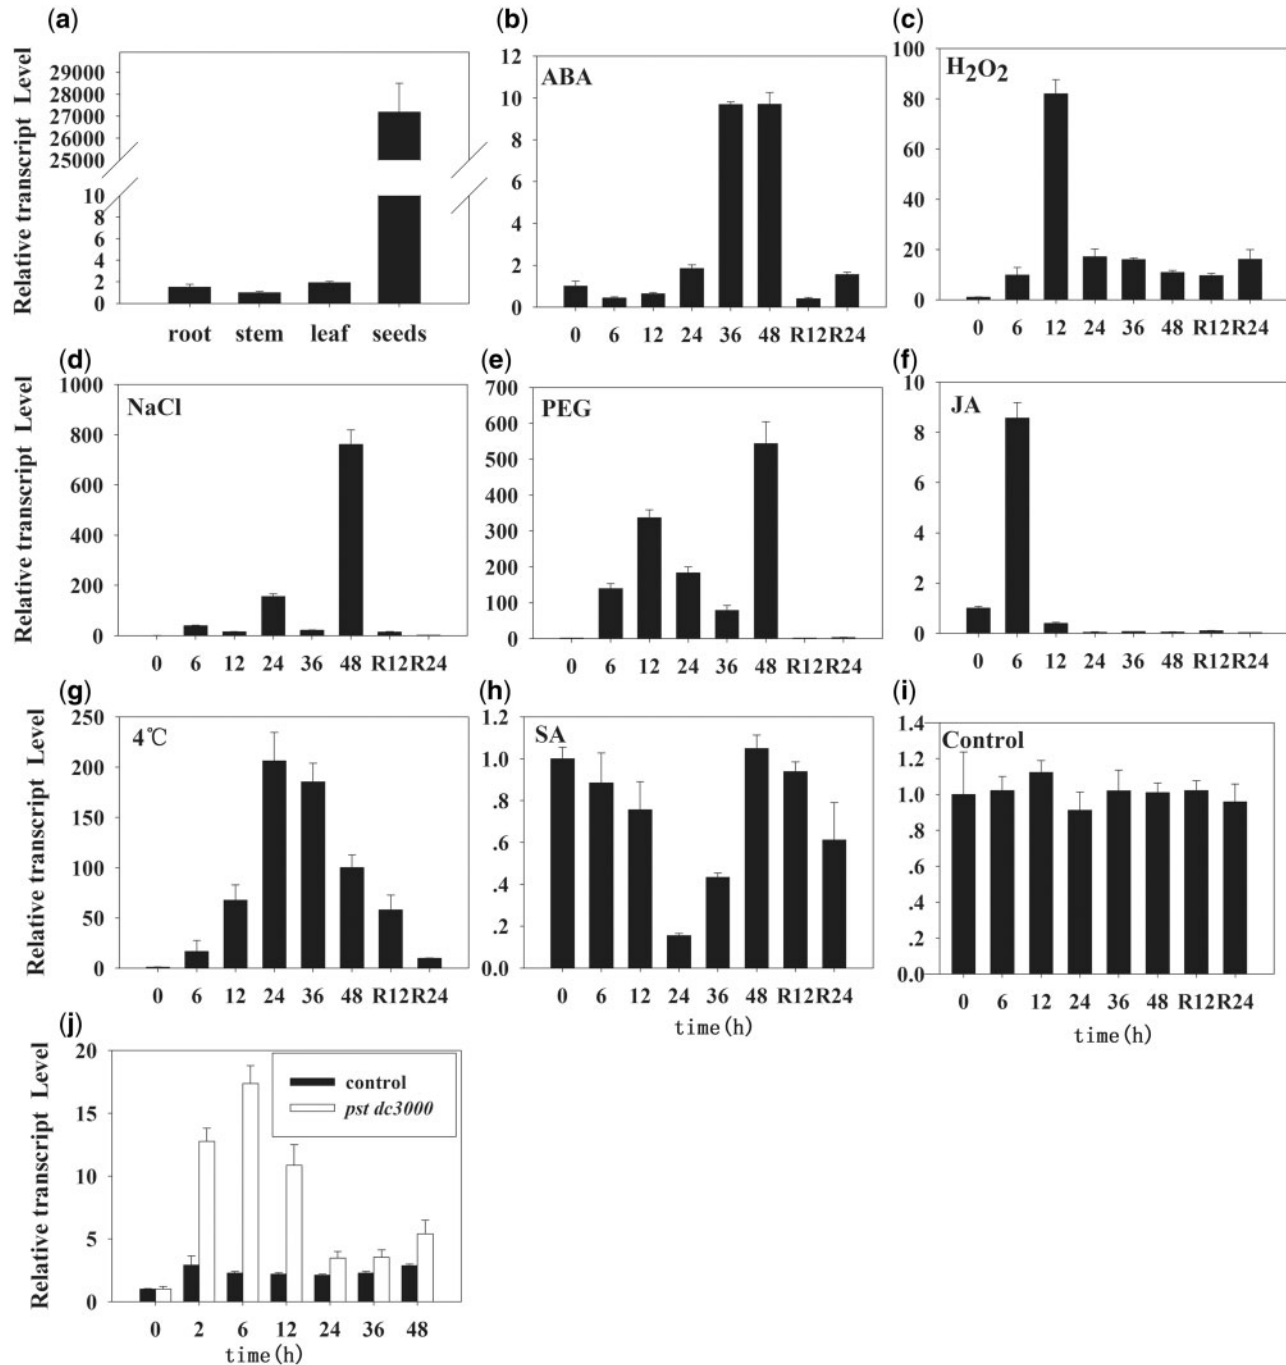 (a)
Relative transcript Level
29000
27000
26000
25000
10
8
6
4
2
0
root stem leaf seeds
(b)
ABA
12
10
8
6
4
2
0
0 6 12 24 36 48 R12 R24
(c)
H2O2
100
80
60
40
20
0
0 6 12 24 36 48 R12 R24
(d)
Relative transcript Level
NaCl
1000
800
600
400
200
0
0 6 12 24 36 48 R12 R24
(e)
PEG
700
600
500
400
300
200
100
0
0 6 12 24 36 48 R12 R24
(f)
JA
10
8
6
4
2
0
0 6 12 24 36 48 R12 R24
(g)
Relative transcript Level
4℃
250
200
150
100
50
0
0 6 12 24 36 48 R12 R24
(h)
SA
1.2
1.0
.8
.6
.4
.2
0.0
0 6 12 24 36 48 R12 R24
time(h)
(i)
Control
1.4
1.2
1.0
.8
.6
.4
.2
0.0
0 6 12 24 36 48 R12 R24
time(h)
(j)
Relative transcript Level
20
15
10
5
0
control
pst dc3000
0 2 6 12 24 36 48
time(h)